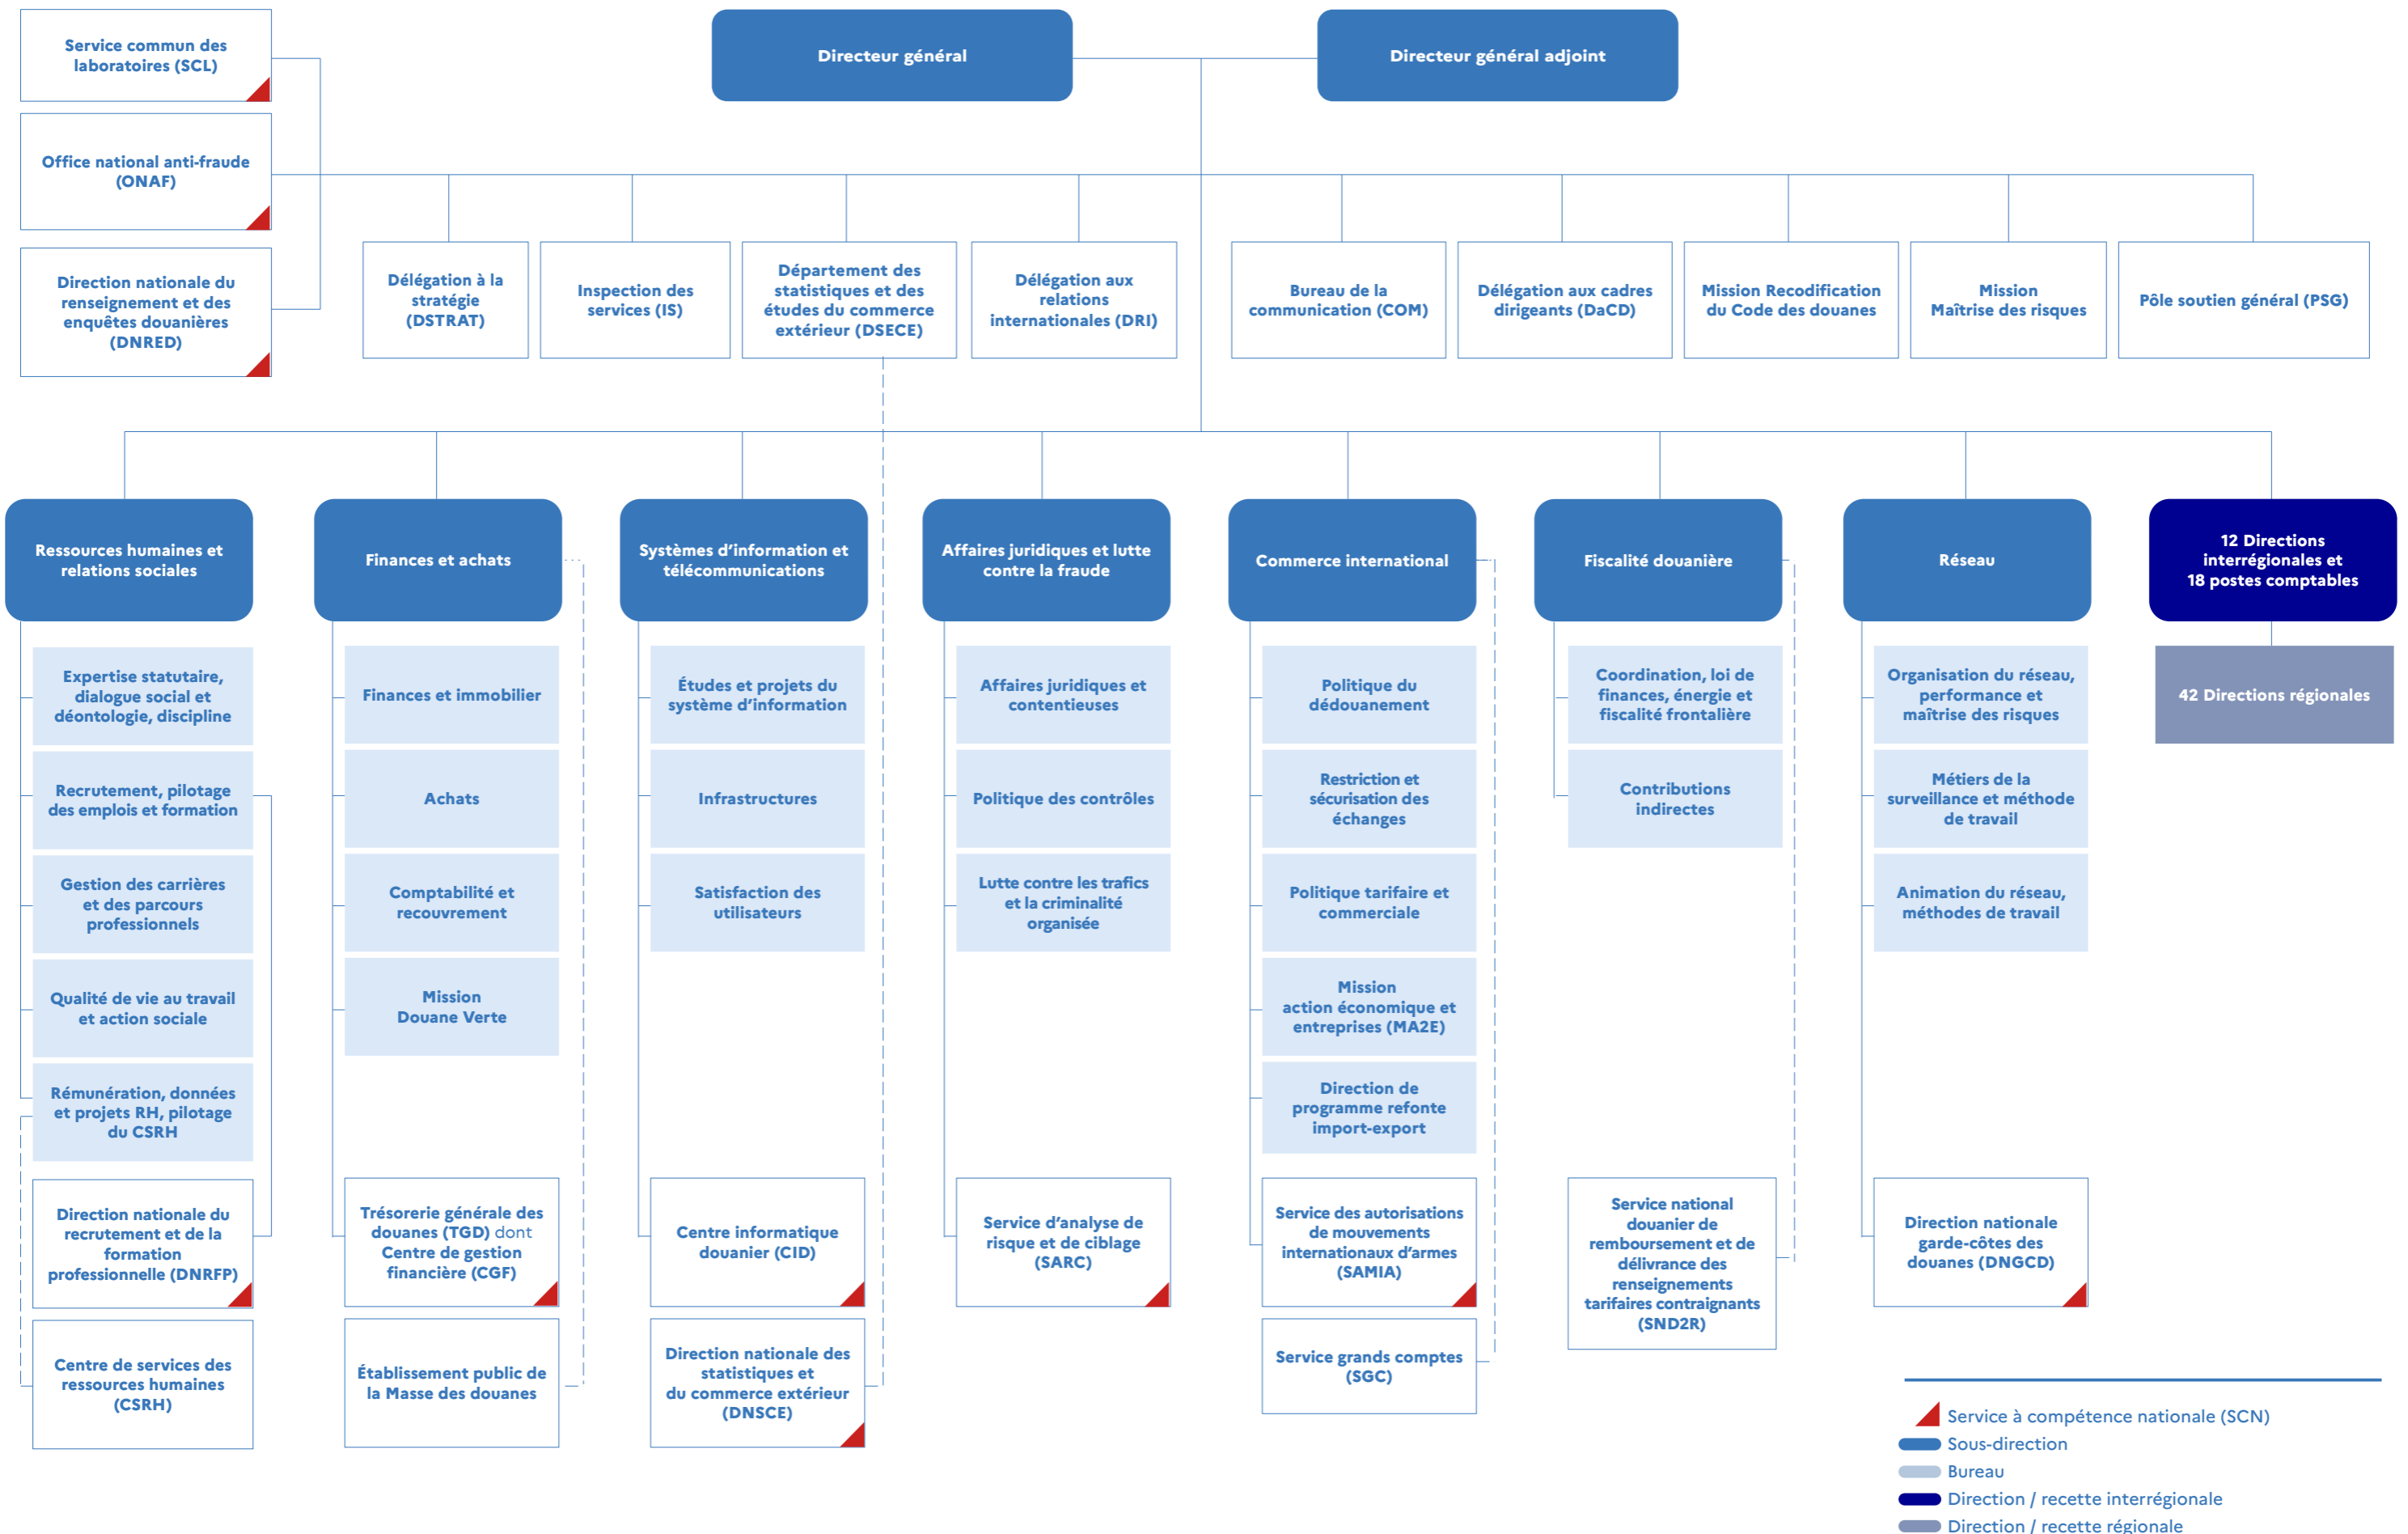 Service commun des
laboratoires (SCL)
Directeur général
Directeur général adjoint
Office national anti-fraude
(ONAF)
Direction nationale du
renseignement et des
enquêtes douanières
(DNRED)
Délégation à la
stratégie
(DSTRAT)
Inspection des
services (IS)
Département des
statistiques et des
études du commerce
extérieur (DSECE)
Délégation aux
relations
internationales (DRI)
Bureau de la
communication (COM)
Délégation aux cadres
dirigeants (DaCD)
Mission Recodification
du Code des douanes
Mission
Maîtrise des risques
Pôle soutien général (PSG)
Ressources humaines et
relations sociales
Expertise statutaire,
dialogue social et
déontologie, discipline
Recrutement, pilotage
des emplois et formation
Gestion des carrières
et des parcours
professionnels
Qualité de vie au travail
et action sociale
Rémunération, données
et projets RH, pilotage
du CSRH
Direction nationale du
recrutement et de la
formation
professionnelle (DNRFP)
Centre de services des
ressources humaines
(CSRH)
Finances et achats
Finances et immobilier
Achats
Comptabilité et
recouvrement
Mission
Douane Verte
Trésorerie générale des
douanes (TGD) dont
Centre de gestion
financière (CGF)
Établissement public de
la Masse des douanes
Systèmes d’information et
télécommunications
Études et projets du
système d’information
Infrastructures
Satisfaction des
utilisateurs
Centre informatique
douanier (CID)
Direction nationale des
statistiques et
du commerce extérieur
(DNSCE)
Affaires juridiques et lutte
contre la fraude
Affaires juridiques et
contentieuses
Politique des contrôles
Lutte contre les trafics
et la criminalité
organisée
Service d’analyse de
risque et de ciblage
(SARC)
Commerce international
Politique du
dédouanement
Restriction et
sécurisation des
échanges
Politique tarifaire et
commerciale
Mission
action économique et
entreprises (MA2E)
Direction de
programme refonte
import-export
Service des autorisations
de mouvements
internationaux d’armes
(SAMIA)
Service grands comptes
(SGC)
Fiscalité douanière
Coordination, loi de
finances, énergie et
fiscalité frontalière
Contributions
indirectes
Service national
douanier de
remboursement et de
délivrance des
renseignements
tarifaires contraignants
(SND2R)
Réseau
Organisation du réseau,
performance et
maîtrise des risques
Métiers de la
surveillance et méthode
de travail
Animation du réseau,
méthodes de travail
Direction nationale
garde-côtes des
douanes (DNGCD)
12 Directions
interrégionales et
18 postes comptables
42 Directions régionales
Service à compétence nationale (SCN)
Sous-direction
Bureau
Direction / recette interrégionale
Direction / recette régionale